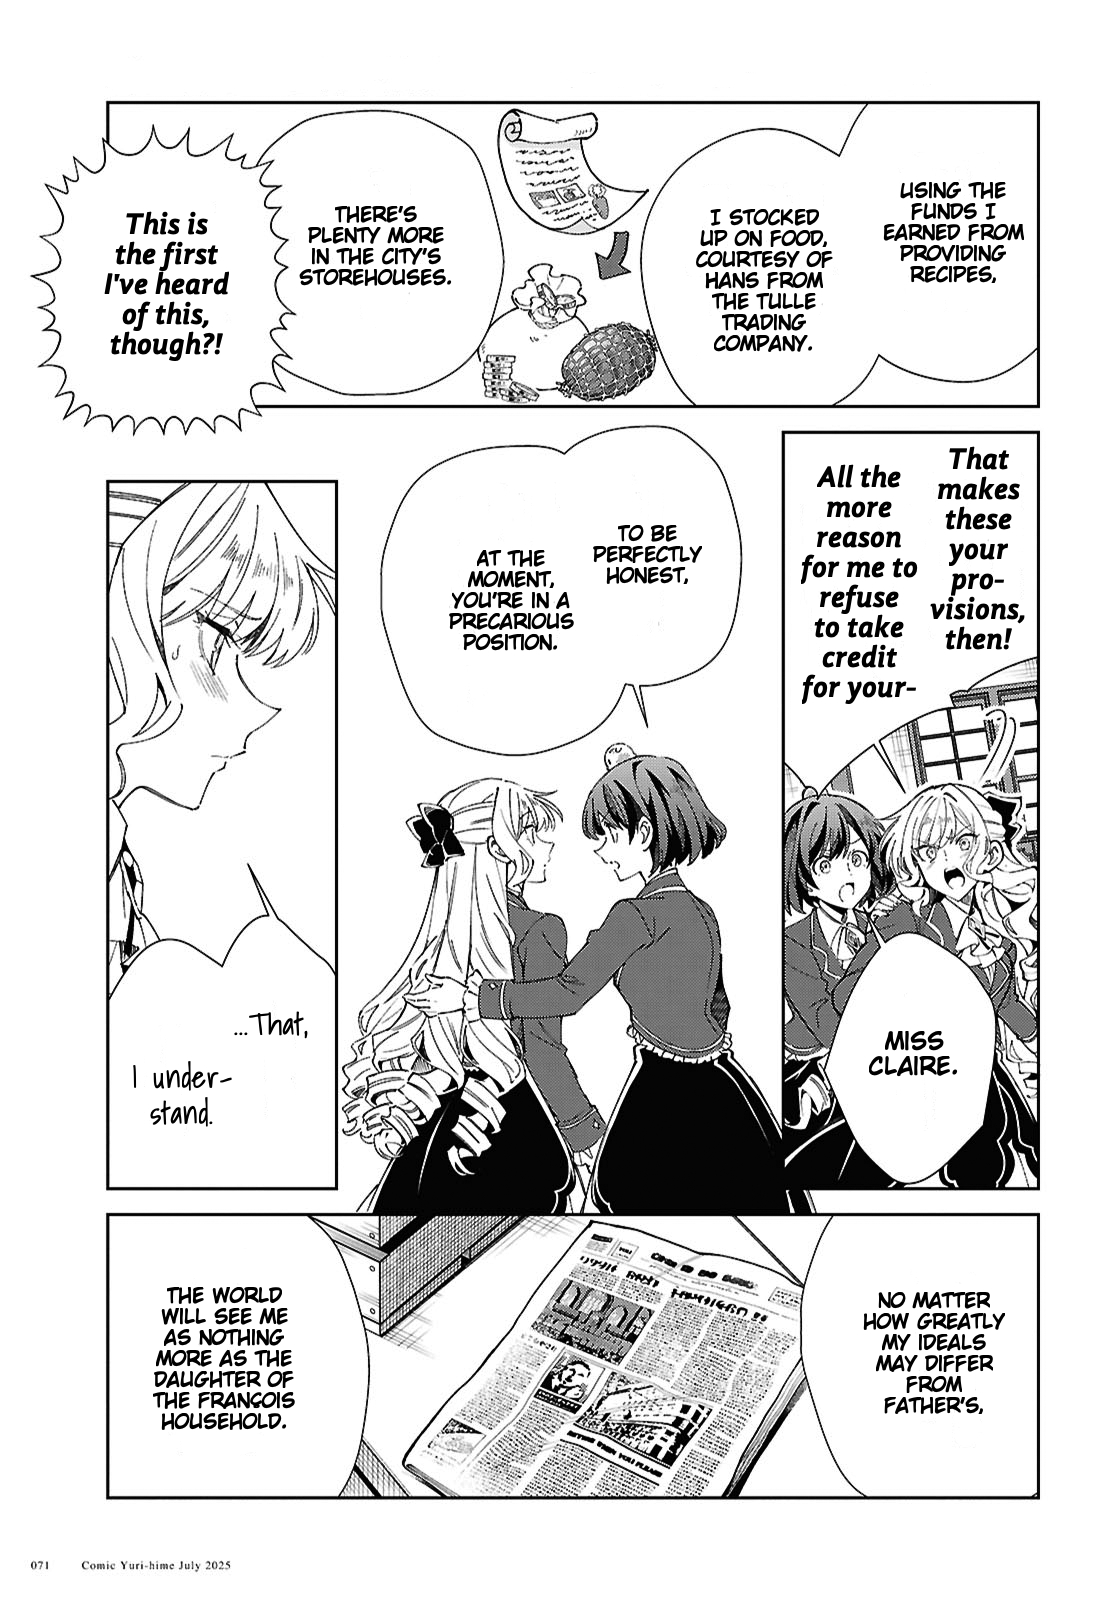 USING THE
FUNDS I
EARNED FROM
PROVIDING
RECIPES,
I STOCKED
UP ON FOOD,
COURTESY OF
HANS FROM
THE TULLE
TRADING
COMPANY.
THERE'S
PLENTY MORE
IN THE CITY'S
STOREHOUSES.
This is
the first
I've heard
of this,
though?!
That
makes
these
your
pro-
visions,
then!
All the
more
reason
for me to
refuse
to take
credit
for your-
MISS
CLAIRE.
TO BE
PERFECTLY
HONEST,
AT THE
MOMENT,
YOU'RE IN A
PRECARIOUS
POSITION.
...That,
I under-
stand.
NO MATTER
HOW GREATLY
MY IDEALS
MAY DIFFER
FROM
FATHER'S,
THE WORLD
WILL SEE ME
AS NOTHING
MORE AS THE
DAUGHTER OF
THE FRANÇOIS
HOUSEHOLD.
071 Comic Yuri-hime July 2025